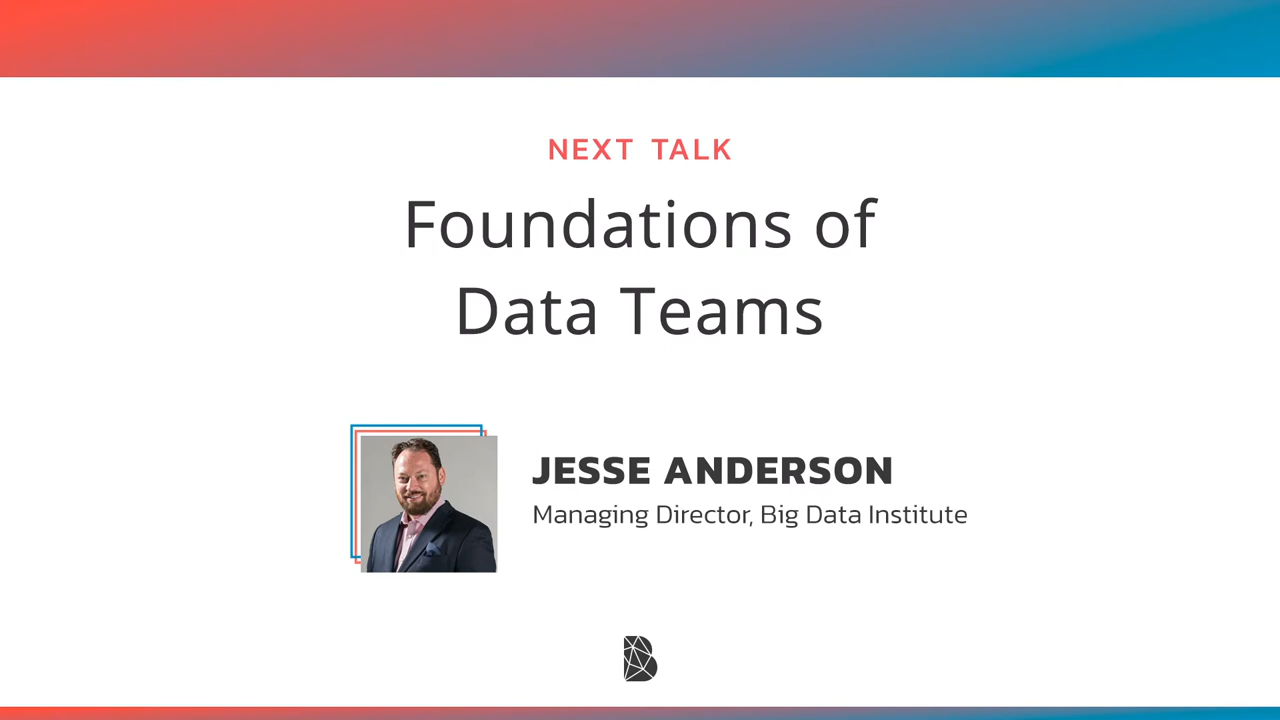 NEXT TALK
Foundations of
Data Teams
JESSE ANDERSON
Managing Director, Big Data Institute
B